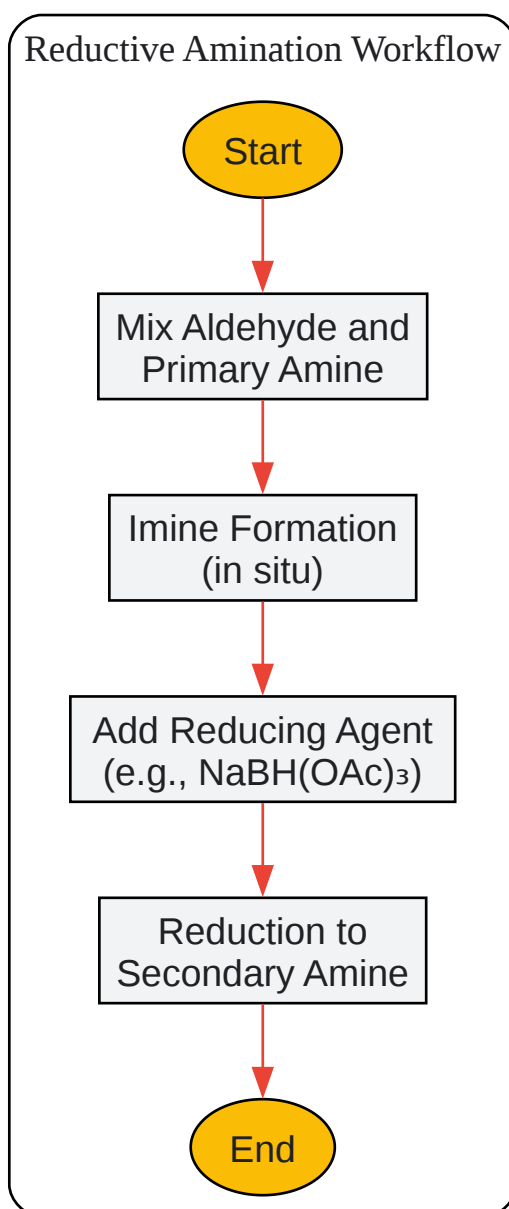 Reductive Amination Workflow
Start
Mix Aldehyde and
Primary Amine
Imine Formation
(in situ)
Add Reducing Agent
(e.g., NaBH(OAc)₃)
Reduction to
Secondary Amine
End